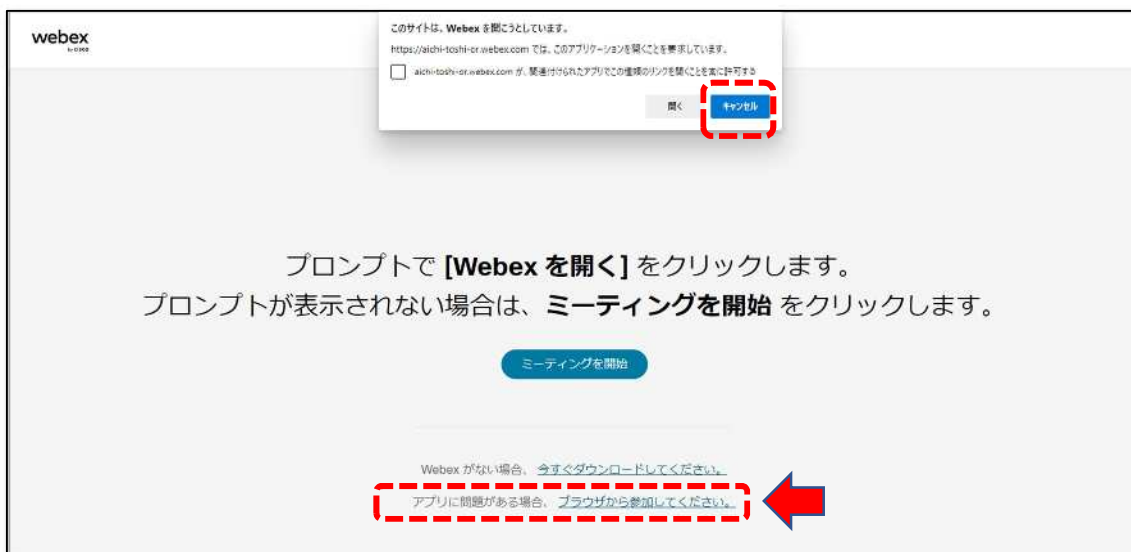 webex
by CISCO
このサイトは、Webex を開こうとしています。
https://aichi-toshi-or.webex.com では、このアプリケーションを開くことを要求しています。
aichi-toshi-or.webex.com が、関連付けられたアプリでこの種類のリンクを開くことを常に許可する
開く
キャンセル
プロンプトで [Webex を開く] をクリックします。
プロンプトが表示されない場合は、ミーティングを開始 をクリックします。
ミーティングを開始
Webex がない場合、今すぐダウンロードしてください。
アプリに問題がある場合、ブラウザから参加してください。